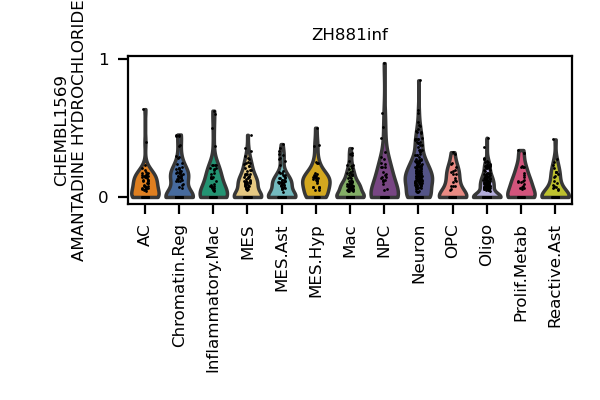 ZH881inf
CHEMBL1569
AMANTADINE HYDROCHLORIDE
1
0
AC
Chromatin.Reg
Inflammatory.Mac
MES
MES.Ast
MES.Hyp
Mac
NPC
Neuron
OPC
Oligo
Prolif.Metab
Reactive.Ast